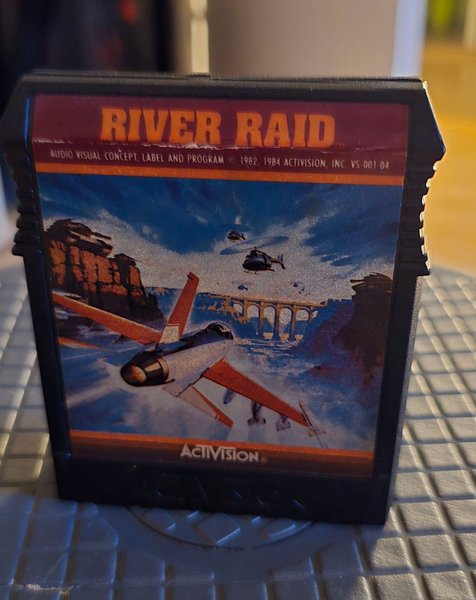 RIVER RAID
AUDIO VISUAL CONCEPT, LABEL AND PROGRAM © 1982, 1984 ACTIVISION, INC. VS-001-04
ACTIVISION®